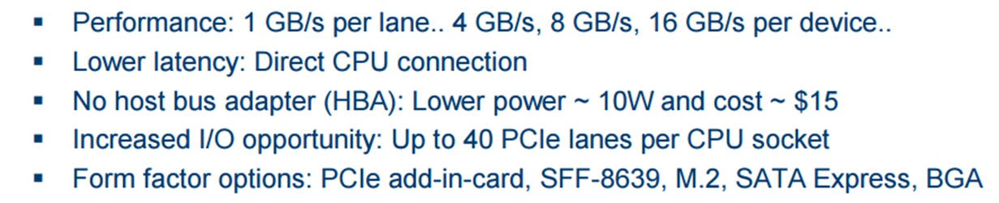 ▪ Performance: 1 GB/s per lane.. 4 GB/s, 8 GB/s, 16 GB/s per device..
▪ Lower latency: Direct CPU connection
▪ No host bus adapter (HBA): Lower power ~ 10W and cost ~ $15
▪ Increased I/O opportunity: Up to 40 PCIe lanes per CPU socket
▪ Form factor options: PCIe add-in-card, SFF-8639, M.2, SATA Express, BGA